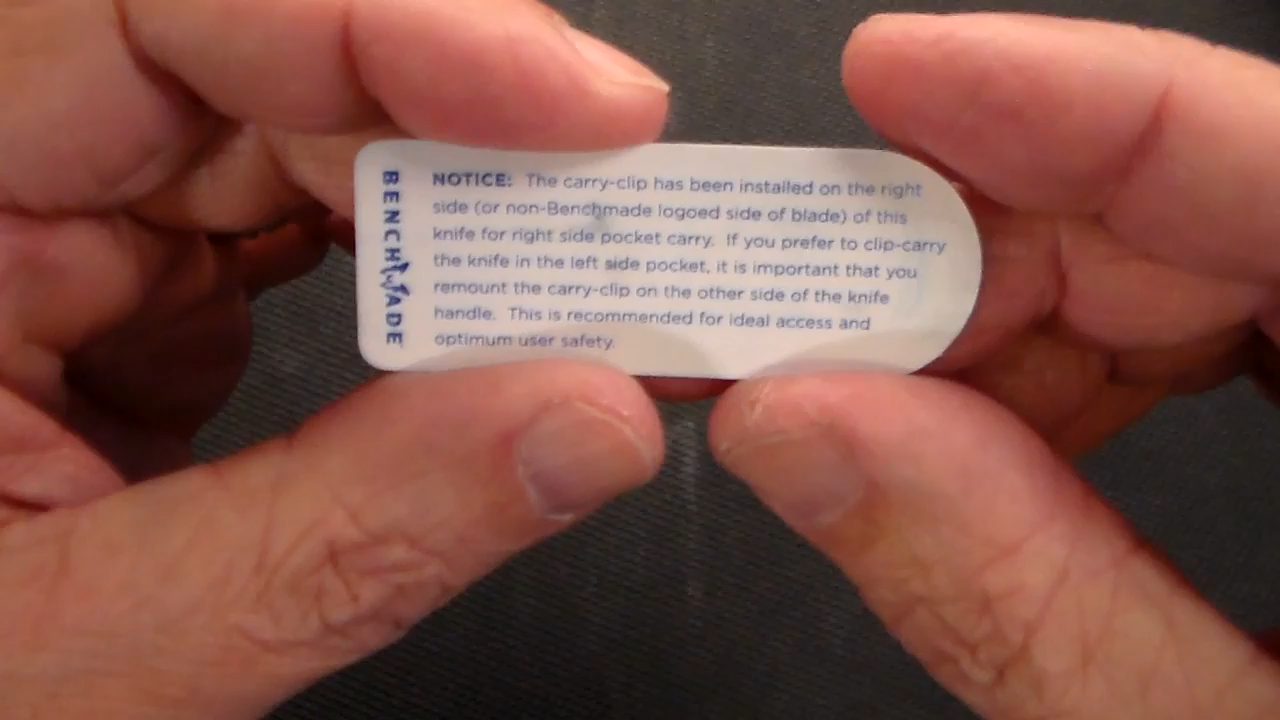 BENCHMADE
NOTICE: The carry-clip has been installed on the right
side (or non-Benchmade logoed side of blade) of this
knife for right side pocket carry. If you prefer to clip-carry
the knife in the left side pocket, it is important that you
remount the carry-clip on the other side of the knife
handle. This is recommended for ideal access and
optimum user safety.